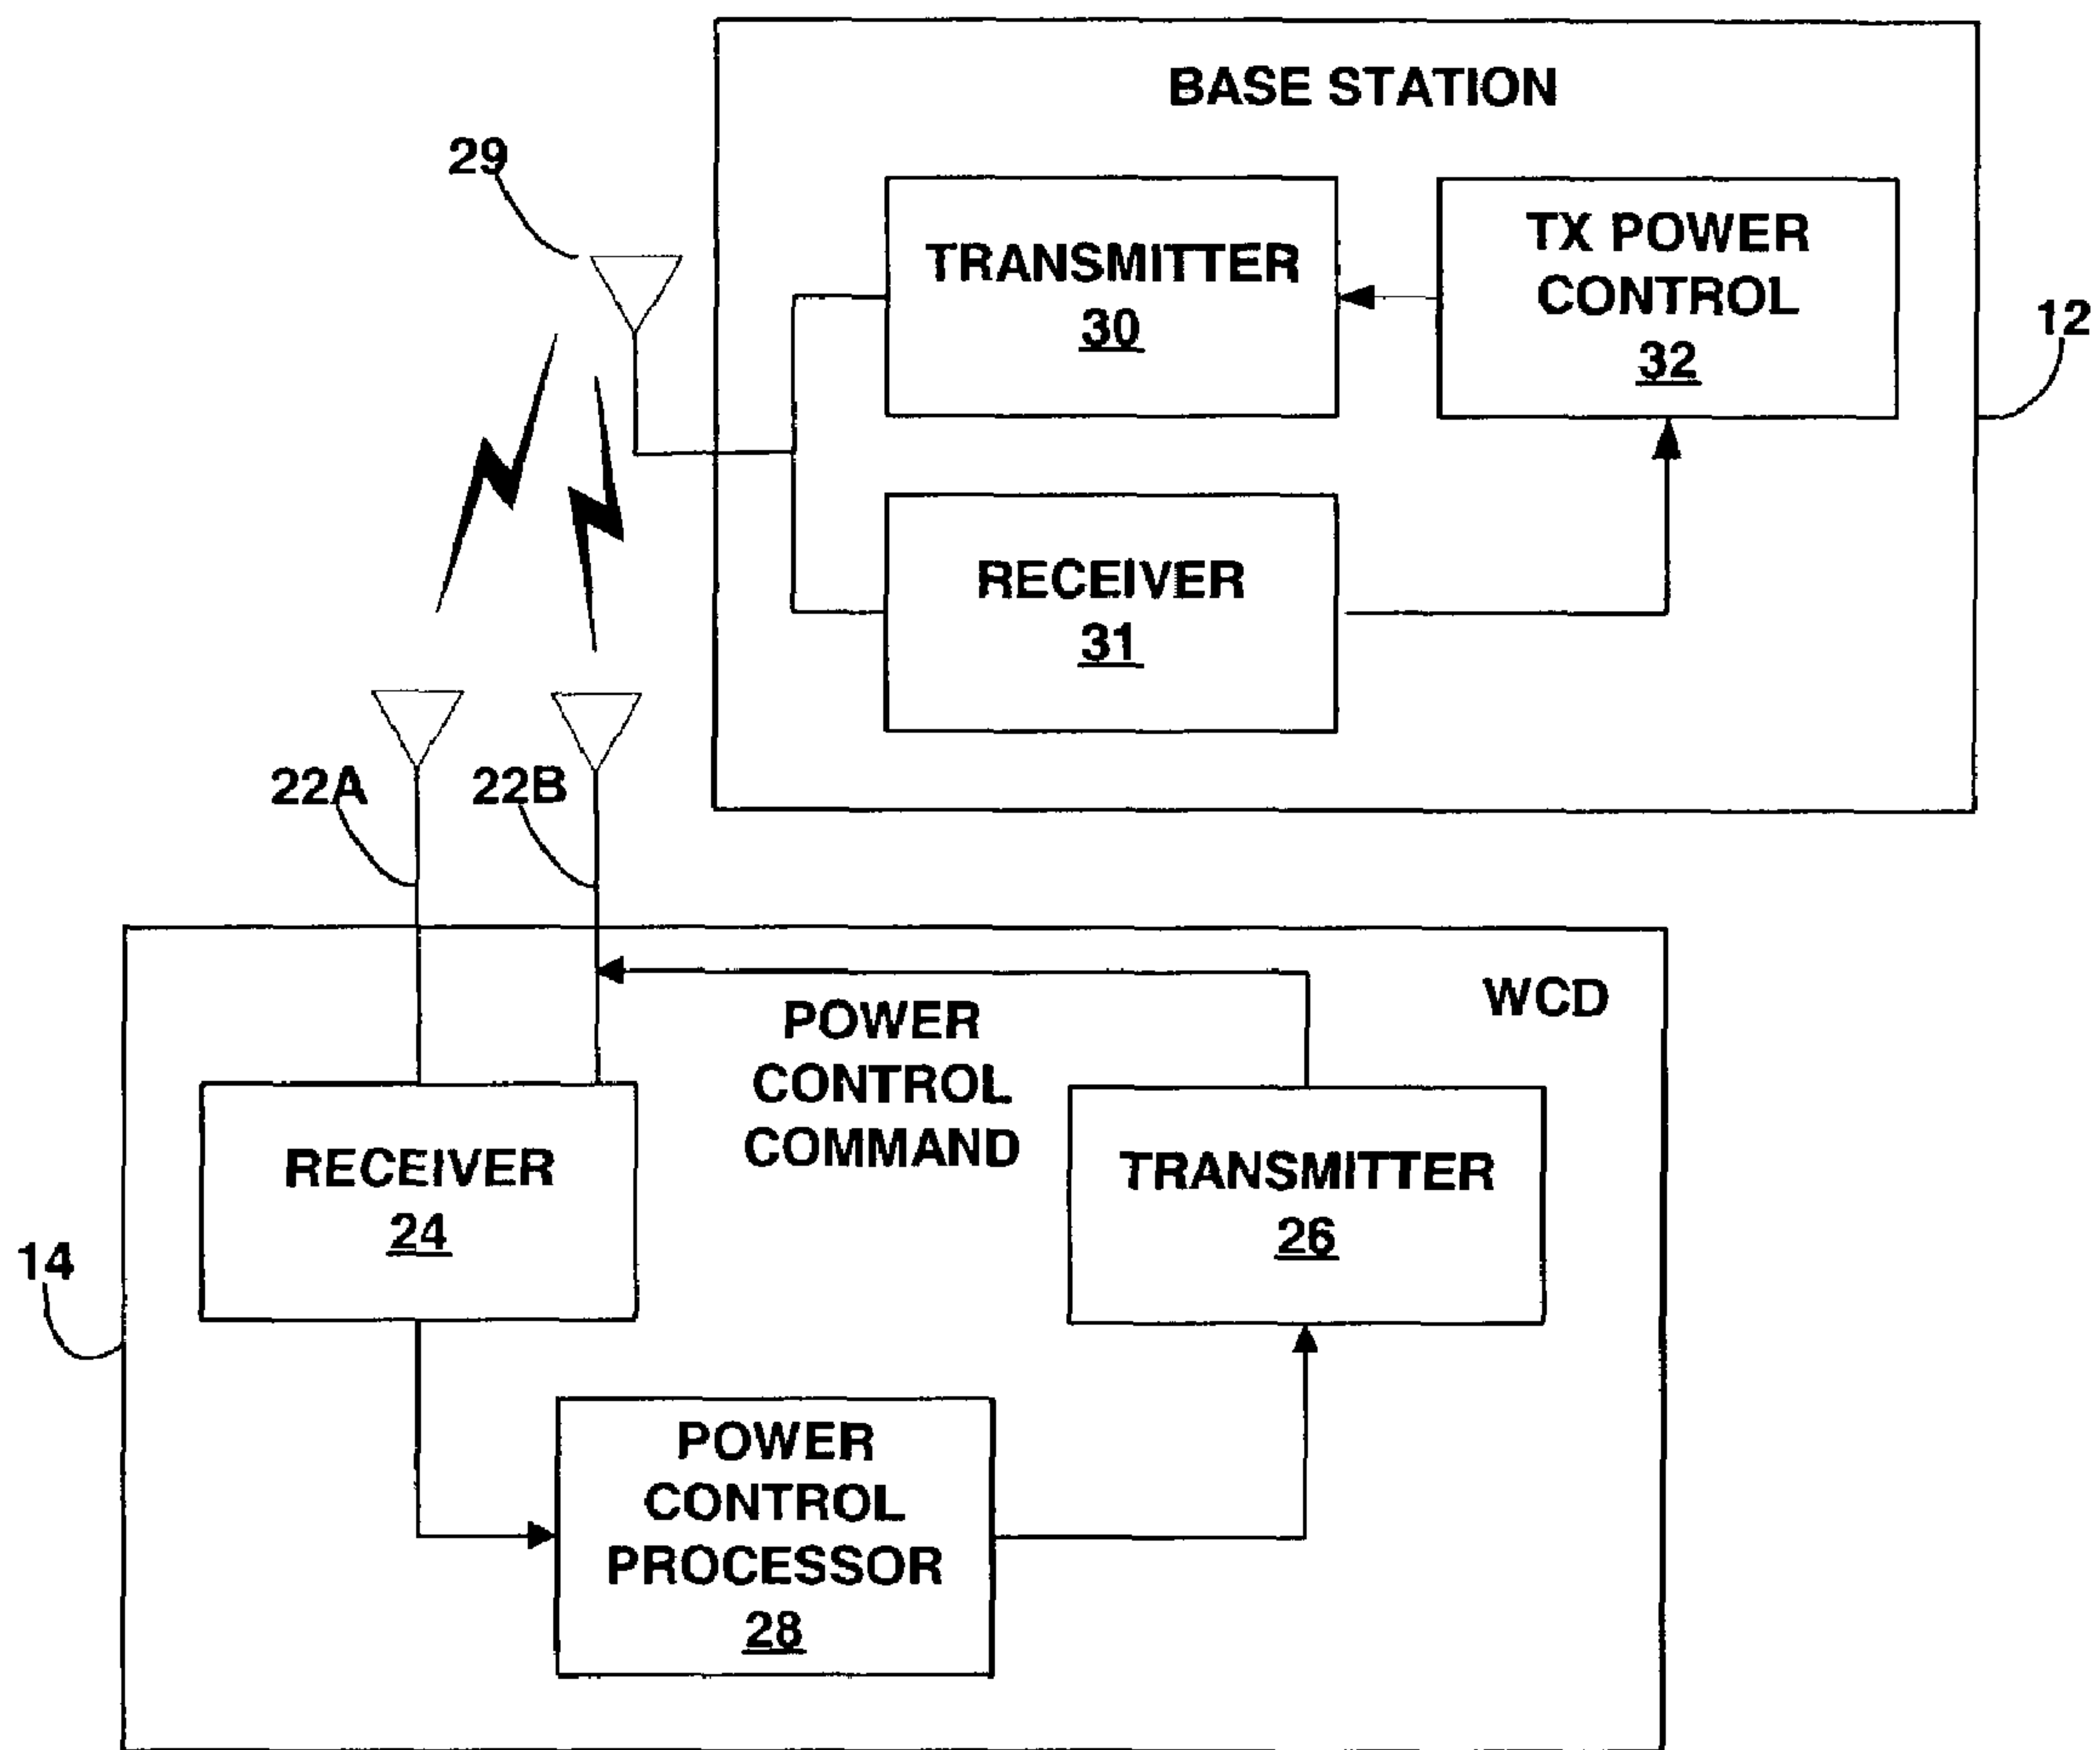 BASE STATION
29
TRANSMITTER
30
TX POWER
CONTROL
32
12
RECEIVER
31
22A
22B
WCD
POWER
CONTROL
COMMAND
RECEIVER
24
TRANSMITTER
26
14
POWER
CONTROL
PROCESSOR
28